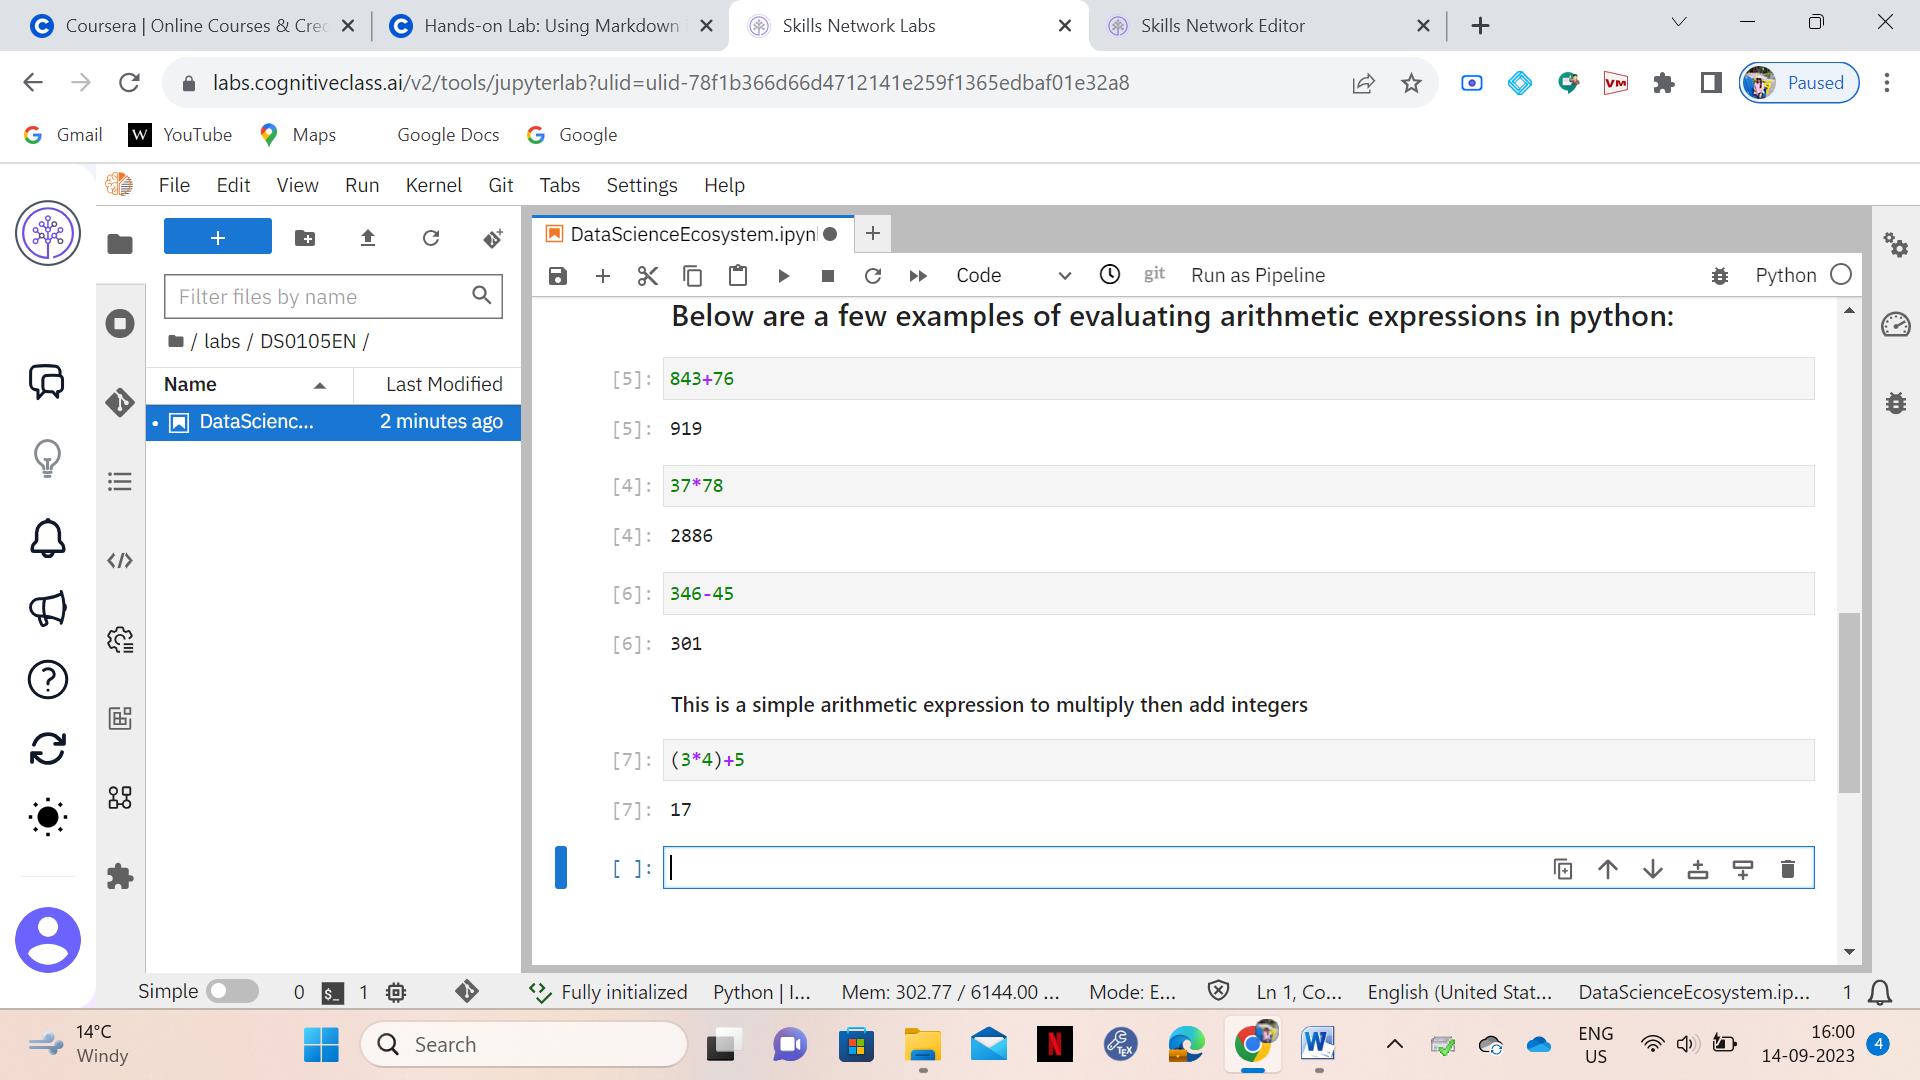 Coursera | Online Courses & Cre
Hands-on Lab: Using Markdown
Skills Network Labs
Skills Network Editor
labs.cognitiveclass.ai/v2/tools/jupyterlab?ulid=ulid-78f1b366d66d4712141e259f1365edbaf01e32a8
VM
Paused
Gmail
W YouTube
Maps
Google Docs
Google
File Edit View Run Kernel Git Tabs Settings Help
+
DataScienceEcosystem.ipyn
Filter files by name
Code
git
Run as Pipeline
Python
/ labs / DS0105EN /
Name
Last Modified
DataScienc...
2 minutes ago
Below are a few examples of evaluating arithmetic expressions in python:
[5]: 843+76
[5]: 919
[4]: 37*78
[4]: 2886
[6]: 346-45
[6]: 301
This is a simple arithmetic expression to multiply then add integers
[7]: (3*4)+5
[7]: 17
[ ]:
Simple
0
$_
1
Fully initialized
Python | I...
Mem: 302.77 / 6144.00 ...
Mode: E...
Ln 1, Co...
English (United Stat...
DataScienceEcosystem.ip...
1
14°C
Windy
Search
N
TEX
W
ENG
US
16:00
14-09-2023
4